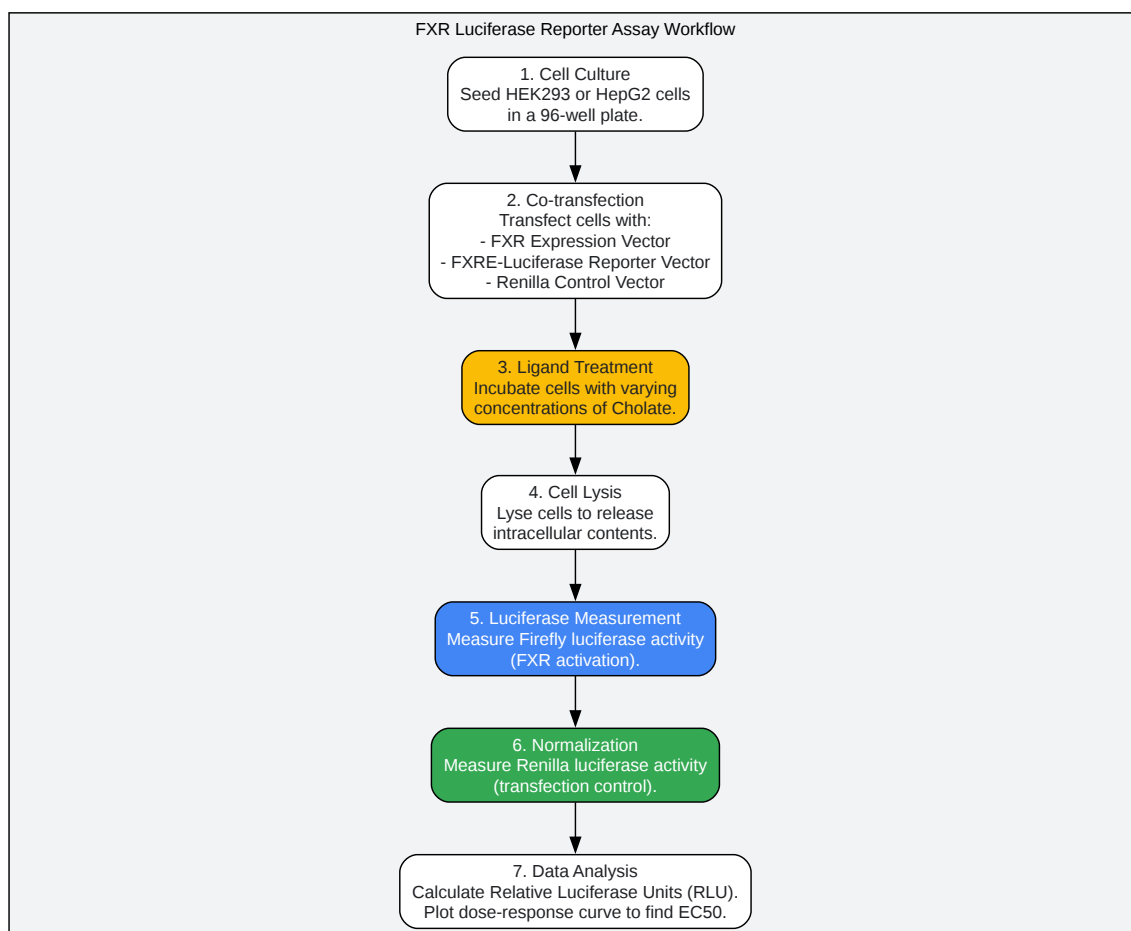 FXR Luciferase Reporter Assay Workflow
1. Cell Culture
Seed HEK293 or HepG2 cells
in a 96-well plate.
2. Co-transfection
Transfect cells with:
- FXR Expression Vector
- FXRE-Luciferase Reporter Vector
- Renilla Control Vector
3. Ligand Treatment
Incubate cells with varying
concentrations of Cholate.
4. Cell Lysis
Lyse cells to release
intracellular contents.
5. Luciferase Measurement
Measure Firefly luciferase activity
(FXR activation).
6. Normalization
Measure Renilla luciferase activity
(transfection control).
7. Data Analysis
Calculate Relative Luciferase Units (RLU).
Plot dose-response curve to find EC50.